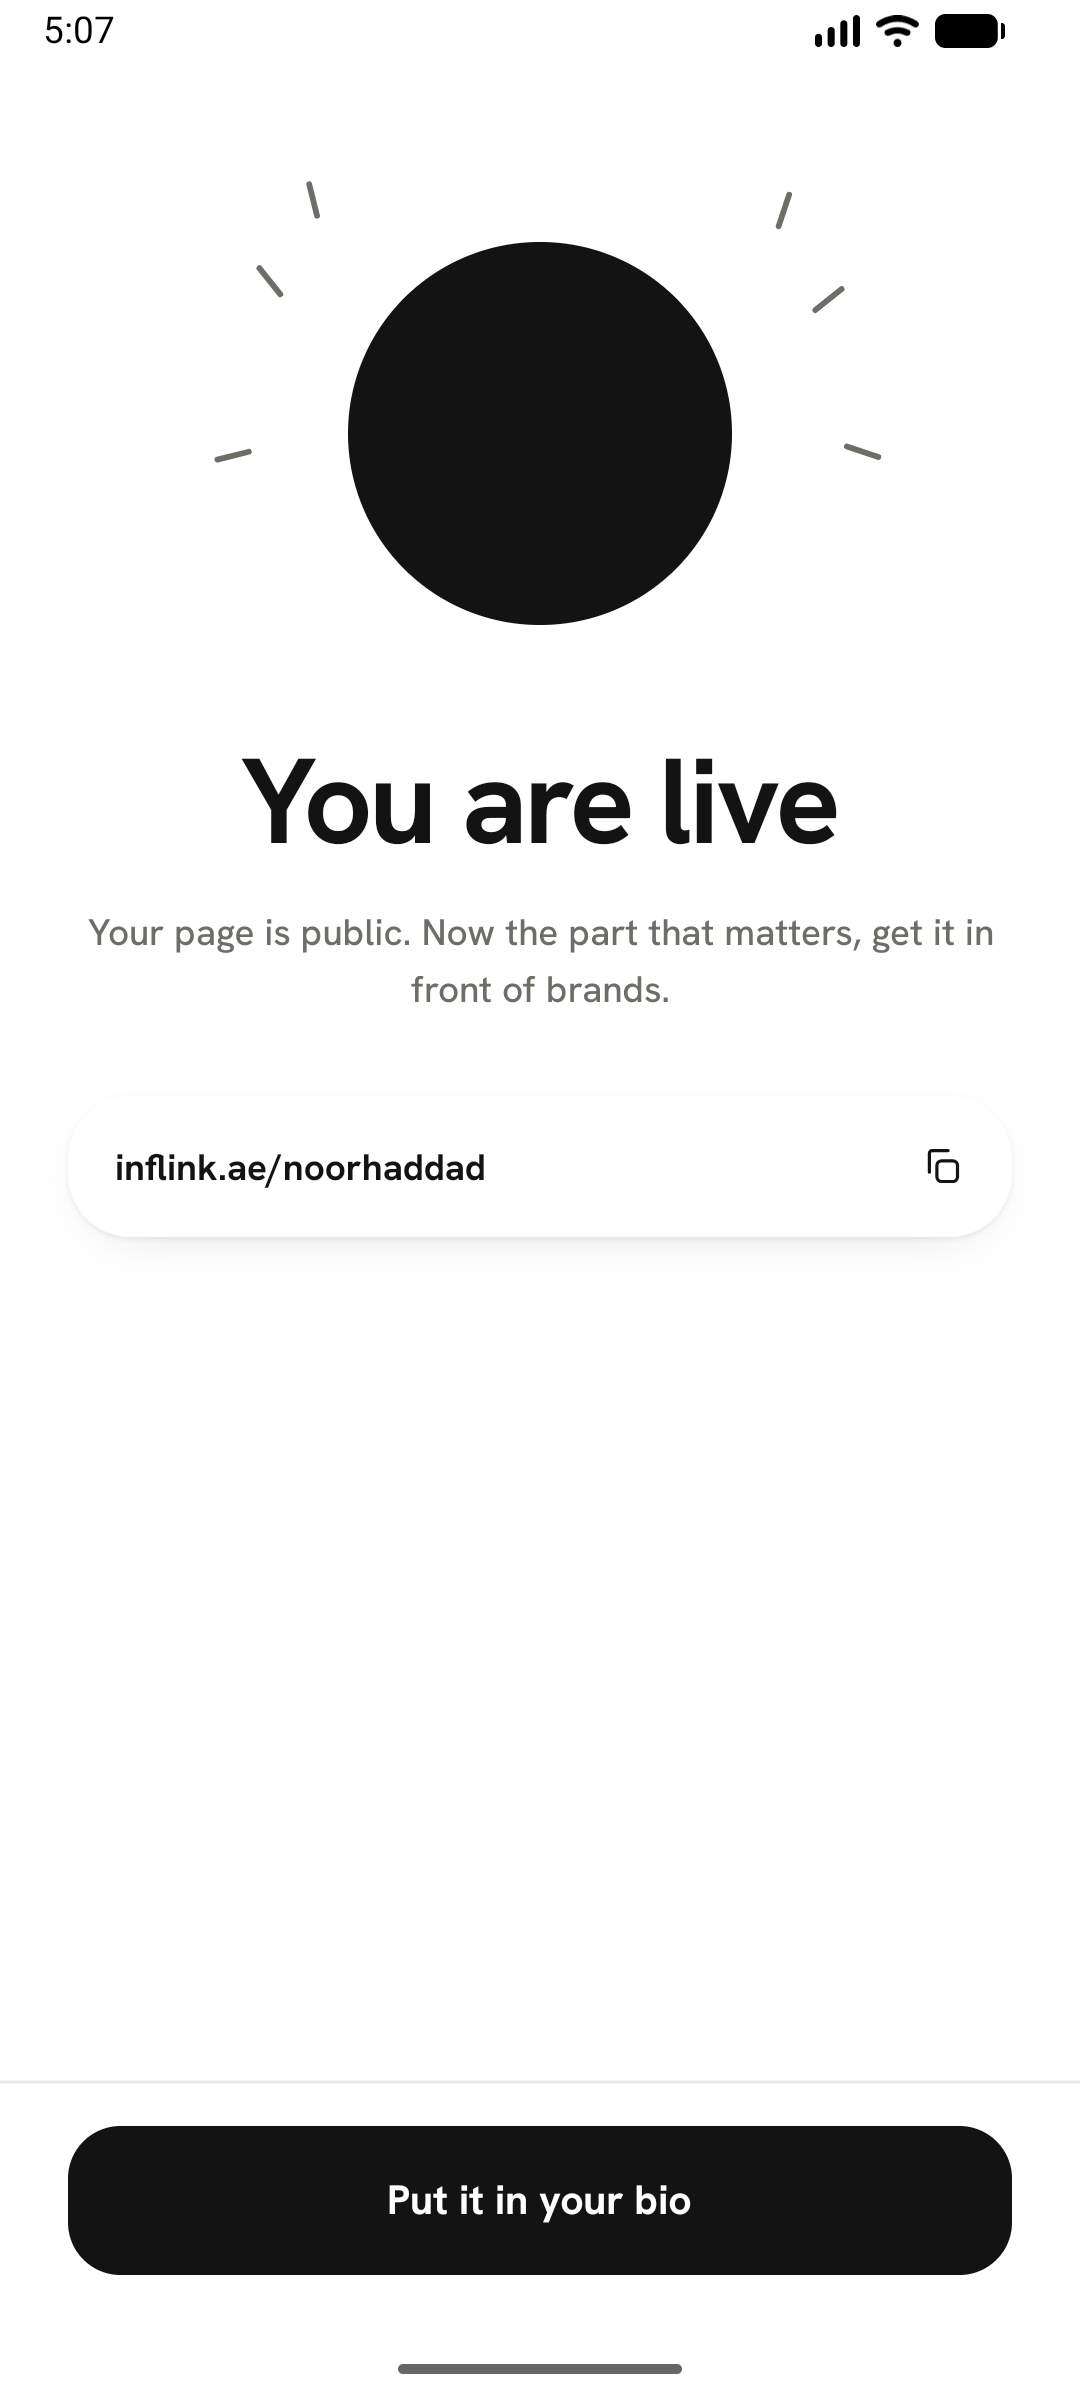 5:07
You are live
Your page is public. Now the part that matters, get it in
front of brands.
inflink.ae/noorhaddad
Put it in your bio